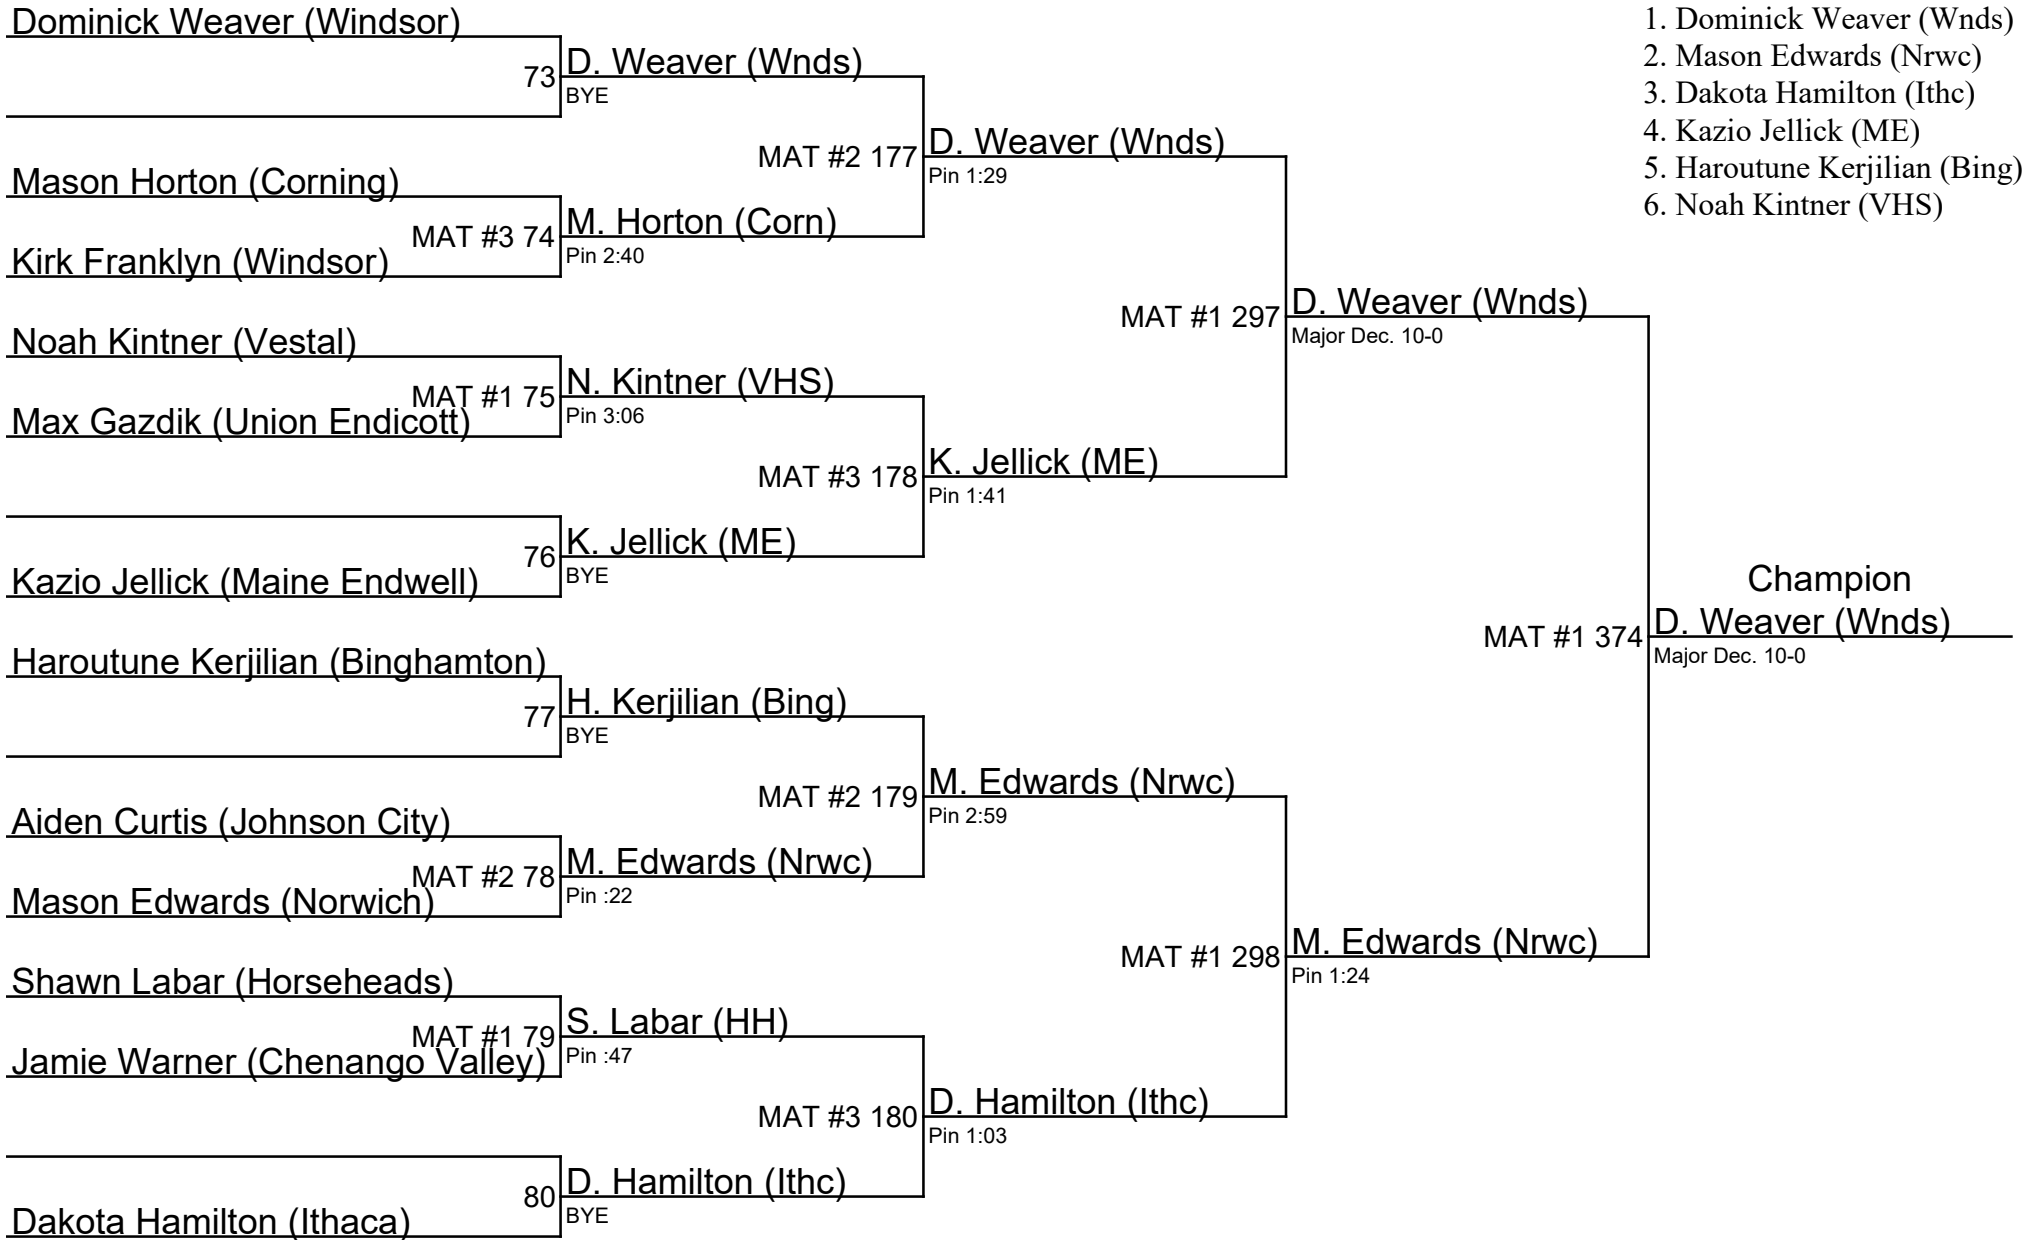 Dominick Weaver (Windsor)
73
D. Weaver (Wnds)
BYE
Mason Horton (Corning)
MAT #3 74
Kirk Franklyn (Windsor)
M. Horton (Corn)
Pin 2:40
MAT #2 177
D. Weaver (Wnds)
Pin 1:29
Noah Kintner (Vestal)
MAT #1 75
Max Gazdik (Union Endicott)
N. Kintner (VHS)
Pin 3:06
76
Kazio Jellick (Maine Endwell)
K. Jellick (ME)
BYE
MAT #3 178
K. Jellick (ME)
Pin 1:41
MAT #1 297
D. Weaver (Wnds)
Major Dec. 10-0
Haroutune Kerjilian (Binghamton)
77
H. Kerjilian (Bing)
BYE
Aiden Curtis (Johnson City)
MAT #2 78
Mason Edwards (Norwich)
M. Edwards (Nrwc)
Pin :22
MAT #2 179
M. Edwards (Nrwc)
Pin 2:59
Shawn Labar (Horseheads)
MAT #1 79
Jamie Warner (Chenango Valley)
S. Labar (HH)
Pin :47
80
Dakota Hamilton (Ithaca)
D. Hamilton (Ithc)
BYE
MAT #3 180
D. Hamilton (Ithc)
Pin 1:03
MAT #1 298
M. Edwards (Nrwc)
Pin 1:24
MAT #1 374
Champion
D. Weaver (Wnds)
Major Dec. 10-0
1. Dominick Weaver (Wnds)
2. Mason Edwards (Nrwc)
3. Dakota Hamilton (Ithc)
4. Kazio Jellick (ME)
5. Haroutune Kerjilian (Bing)
6. Noah Kintner (VHS)